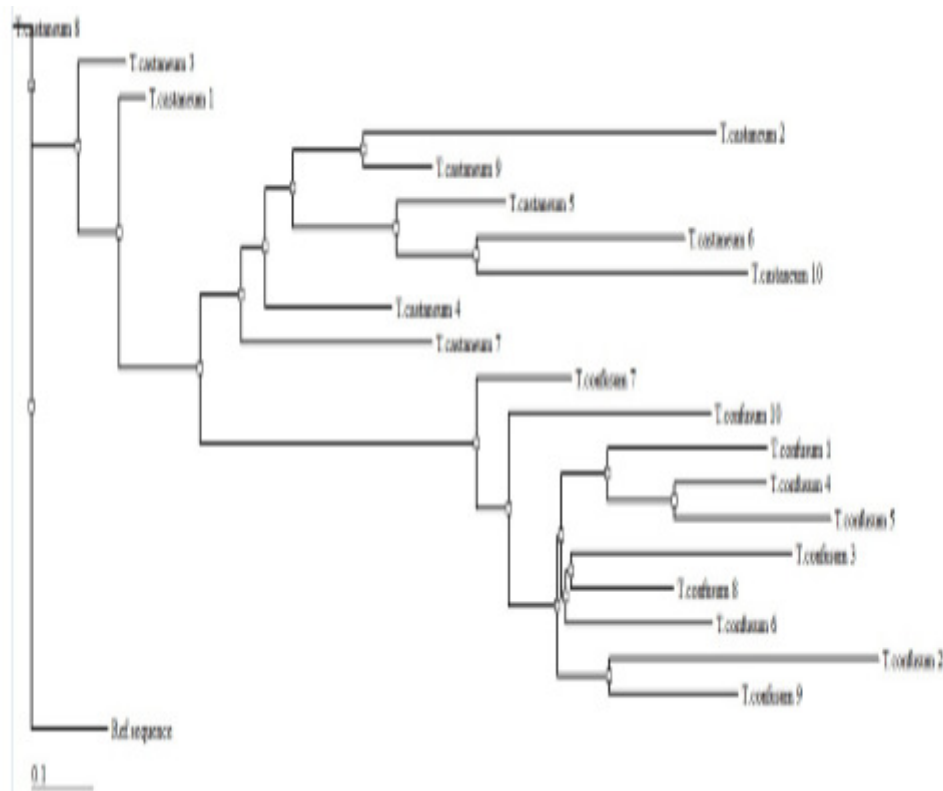 T.castaneum 8
T.castaneum 3
T.castaneum 1
T.castaneum 2
T.castaneum 9
T.castaneum 5
T.castaneum 6
T.castaneum 10
T.castaneum 4
T.castaneum 7
T.confusum 7
T.confusum 10
T.confusum 1
T.confusum 4
T.confusum 5
T.confusum 3
T.confusum 8
T.confusum 6
T.confusum 2
T.confusum 9
Ref sequence
0.1